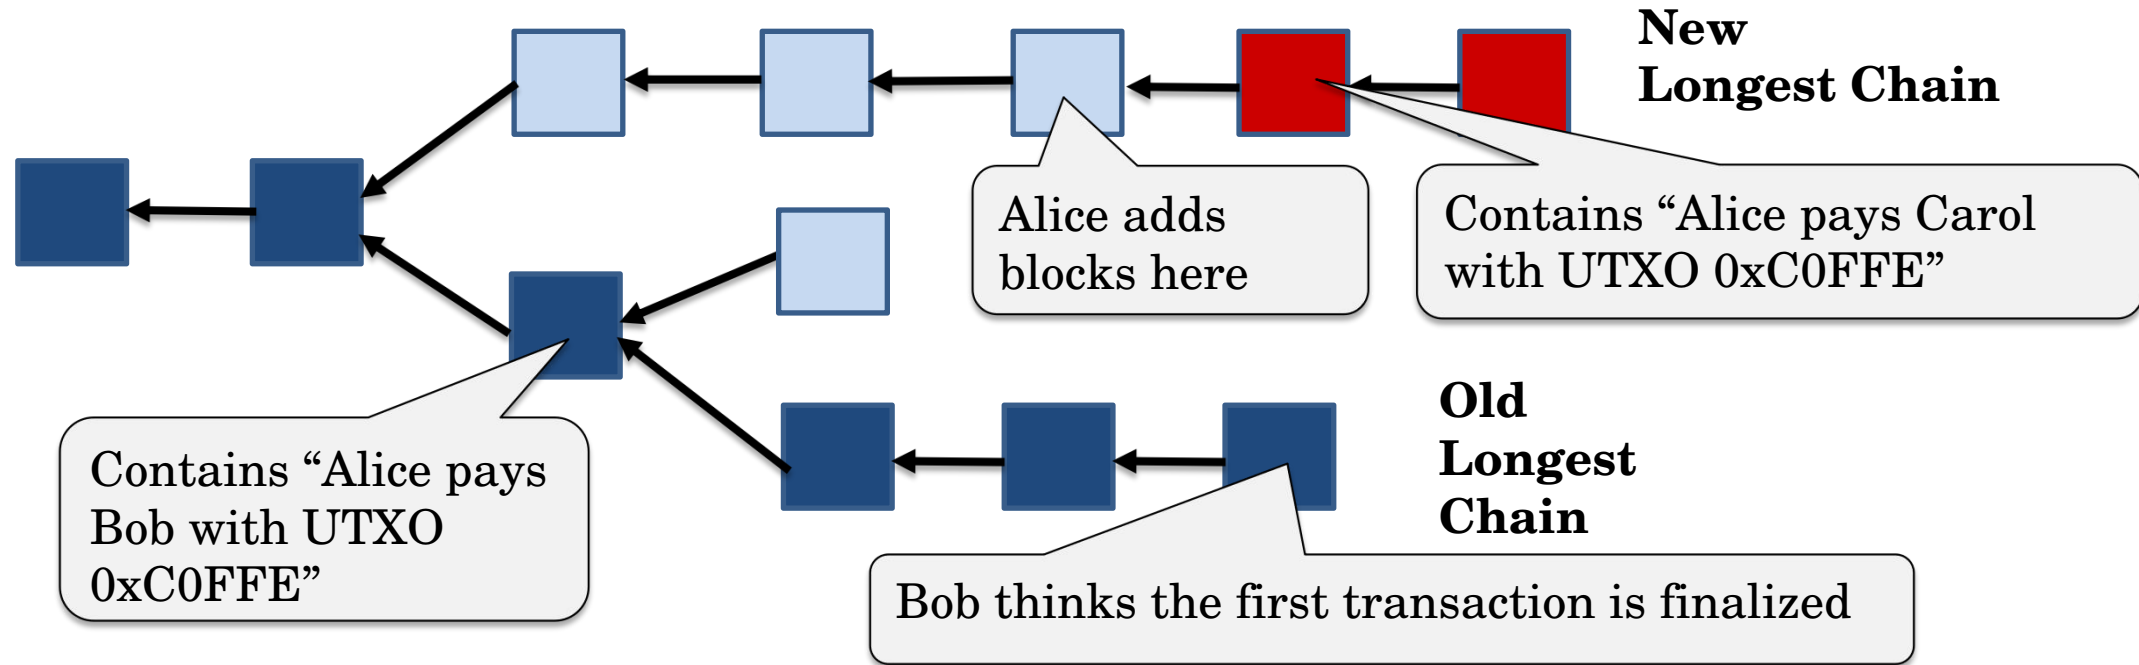 New
Longest Chain
Alice adds
blocks here
Contains “Alice pays Carol
with UTXO 0xC0FFE”
Contains “Alice pays
Bob with UTXO
0xC0FFE”
Old
Longest
Chain
Bob thinks the first transaction is finalized